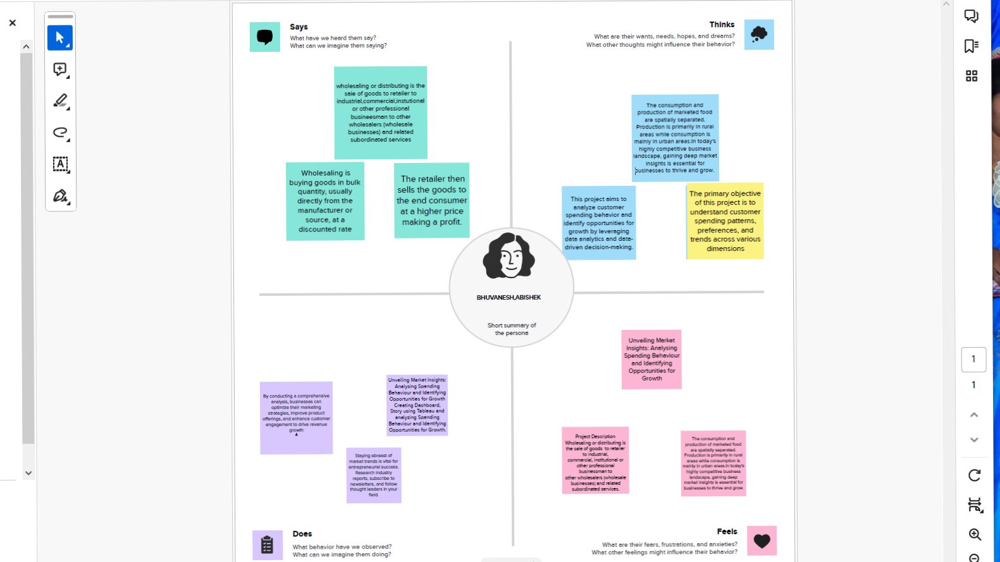 Says
What have we heard them say?
What can we imagine them saying?
Thinks
What are their wants, needs, hopes, and dreams?
What other thoughts might influence their behavior?
wholesaling or distributing is the
saie of goods to retailer to
industrial,commercial,instutional
or other professional
busineesman to other
wholesalers (wholesale
businesses) and related
subordinated services
Wholesaling is
buying goods in bulk
quantity, usually
directly from the
manufacturer or
source, at a
discounted rate
The retailer then
sells the goods to
the end consumer
at a higher price
making a profit.
The consumption and
production of marketed food
are spatially separated.
Production is primarily in rural
areas while consumption is
mainly in urban areas.In today's
highly competitive business
landscape, gaining deep market
insights is essential for
businesses to thrive and grow.
This project aims to
analyze customer
spending behavior and
identify opportunities for
growth by leveraging
data analytics and data-
driven decision-making.
The primary objective
of this project is to
understand customer
spending patterns,
preferences, and
trends across various
dimensions
BHUVANESH,ABISHEK
Short summary of
the persona
By conducting a comprehensive
analysis, businesses can
optimize their marketing
strategies, improve product
offerings, and enhance customer
engagement to drive revenue
growth
Unveiling Market Insights:
Analysing Spending
Behaviour and Identifying
Opportunities for Growth
Creating Dashboard,
Story using Tableau and
analyzing Spending
Behaviour and Identifying
Opportunities for Growth.
Staying abreast of
market trends is vital for
entrepreneurial success.
Research industry
reports, subscribe to
newsletters, and follow
thought leaders in your
field.
Unveiling Market
Insights: Analysing
Spending Behaviour
and Identifying
Opportunities for
Growth
Project Description
Wholesaling or distributing is
the sale of goods to retailer
to industrial,
commercial, institutional or
other professional
businessman to
other wholesalers (wholesale
businesses) and related
subordinated services.
The consumption and
production of marketed food
are spatially separated.
Production is primarily in rural
areas while consumption is
mainly in urban areas.In today's
highly competitive business
landscape, gaining deep
market insights is essential for
businesses to thrive and grow.
Does
What behavior have we observed?
What can we imagine them doing?
Feels
What are their fears, frustrations, and anxieties?
What other feelings might influence their behavior?
A
1
1